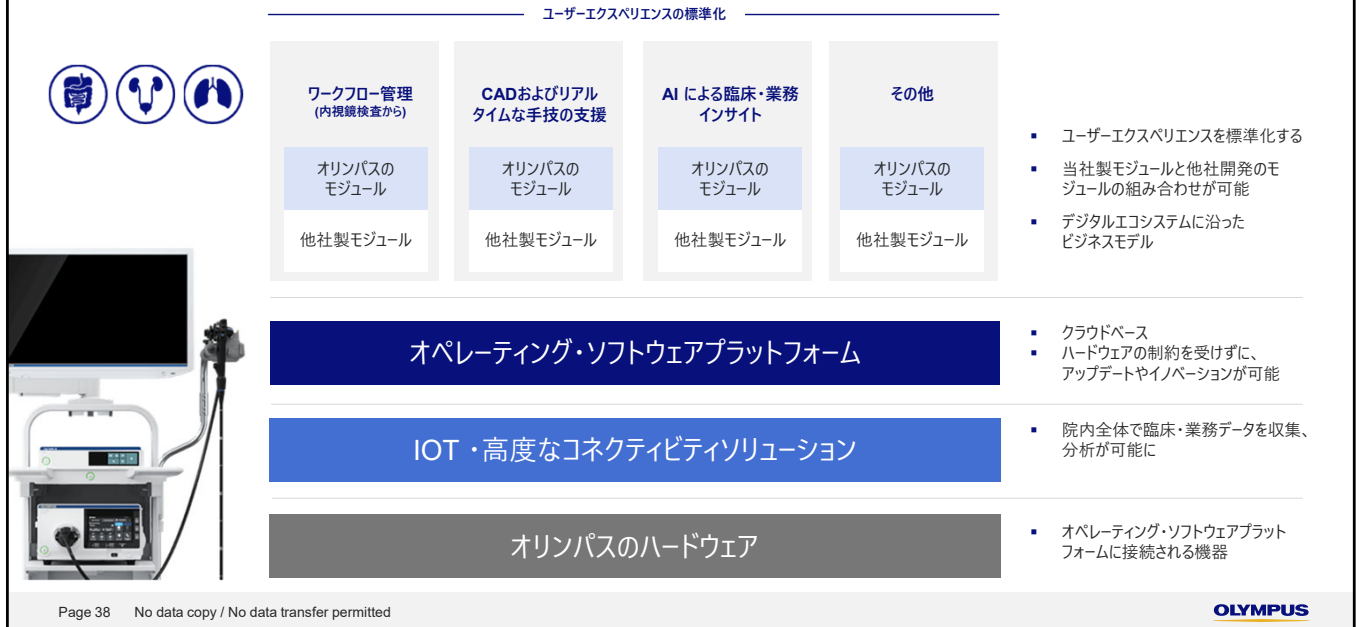 ユーザーエクスペリエンスの標準化
ワークフロー管理
(内視鏡検査から)
オリンパスの
モジュール
他社製モジュール
CADおよびリアル
タイムな手技の支援
オリンパスの
モジュール
他社製モジュール
AI による臨床・業務
インサイト
オリンパスの
モジュール
他社製モジュール
その他
オリンパスの
モジュール
他社製モジュール
▪ ユーザーエクスペリエンスを標準化する
▪ 当社製モジュールと他社開発のモ
ジュールの組み合わせが可能
▪ デジタルエコシステムに沿った
ビジネスモデル
オペレーティング・ソフトウェアプラットフォーム
▪ クラウドベース
▪ ハードウェアの制約を受けずに、
アップデートやイノベーションが可能
IOT ・高度なコネクティビティソリューション
▪ 院内全体で臨床・業務データを収集、
分析が可能に
オリンパスのハードウェア
▪ オペレーティング・ソフトウェアプラット
フォームに接続される機器
Page 38 No data copy / No data transfer permitted
OLYMPUS